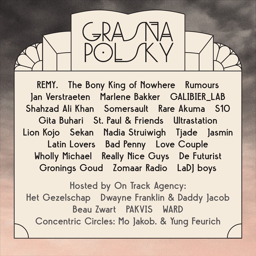 GRASNA
POLSKY
REMY. The Bony King of Nowhere Rumours
Jan Verstraeten Marlene Bakker GALIBIER_LAB
Shahzad Ali Khan Somersault Rare Akuma S10
Gita Buhari St. Paul & Friends Ultrastation
Lion Kojo Sekan Nadia Struiwigh Tjade Jasmin
Latin Lovers Bad Penny Love Couple
Wholly Michael Really Nice Guys De Futurist
Gronings Goud Zomaar Radio LaDJ boys
Hosted by On Track Agency:
Het Gezelschap Dwayne Franklin & Daddy Jacob
Beau Zwart PAKVIS WARD
Concentric Circles: Mo Jakob. & Yung Feurich